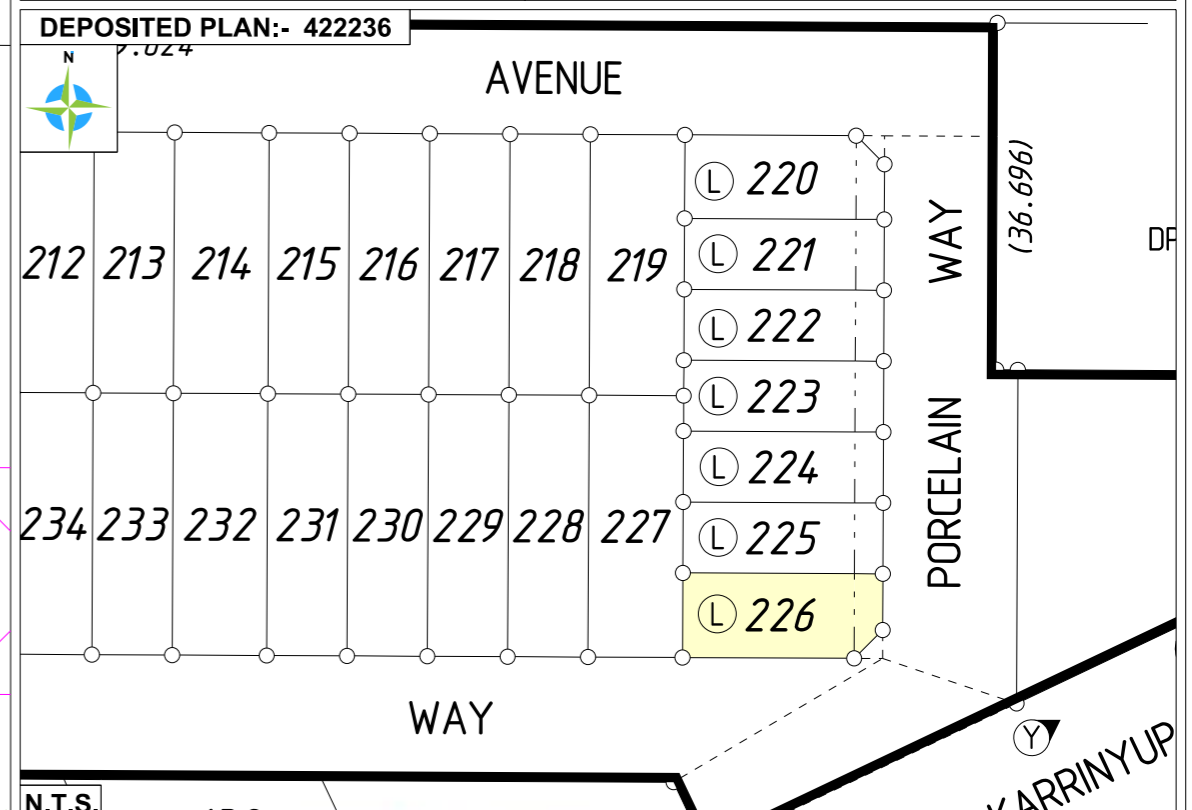 DEPOSITED PLAN:- 422236
N
AVENUE
(36.696)
DP
L 220
212 213 214 215 216 217 218 219
L 221
WAY
L 222
L 223
L 224
PORCELAIN
234 233 232 231 230 229 228 227
L 225
L 226
WAY
Y
KARRINYUP
N.T.S.